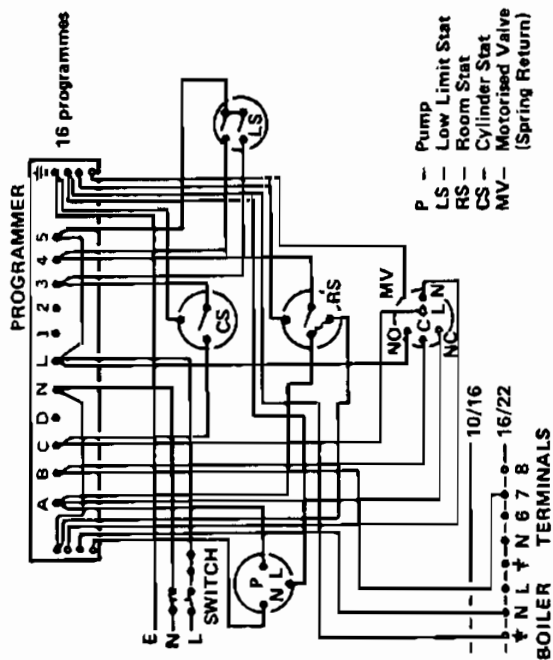 PROGRAMMER
16 programmes
A B C D N L 1 2 3 4 5
LS
CS
RS
MV
NO
C
L N
NC
P
N L
SWITCH
E
N
L
10/16
16/22
N L N 6 7 8
BOILER TERMINALS
P — Pump
LS — Low Limit Stat
RS — Room Stat
CS — Cylinder Stat
MV— Motorised Valve
(Spring Return)